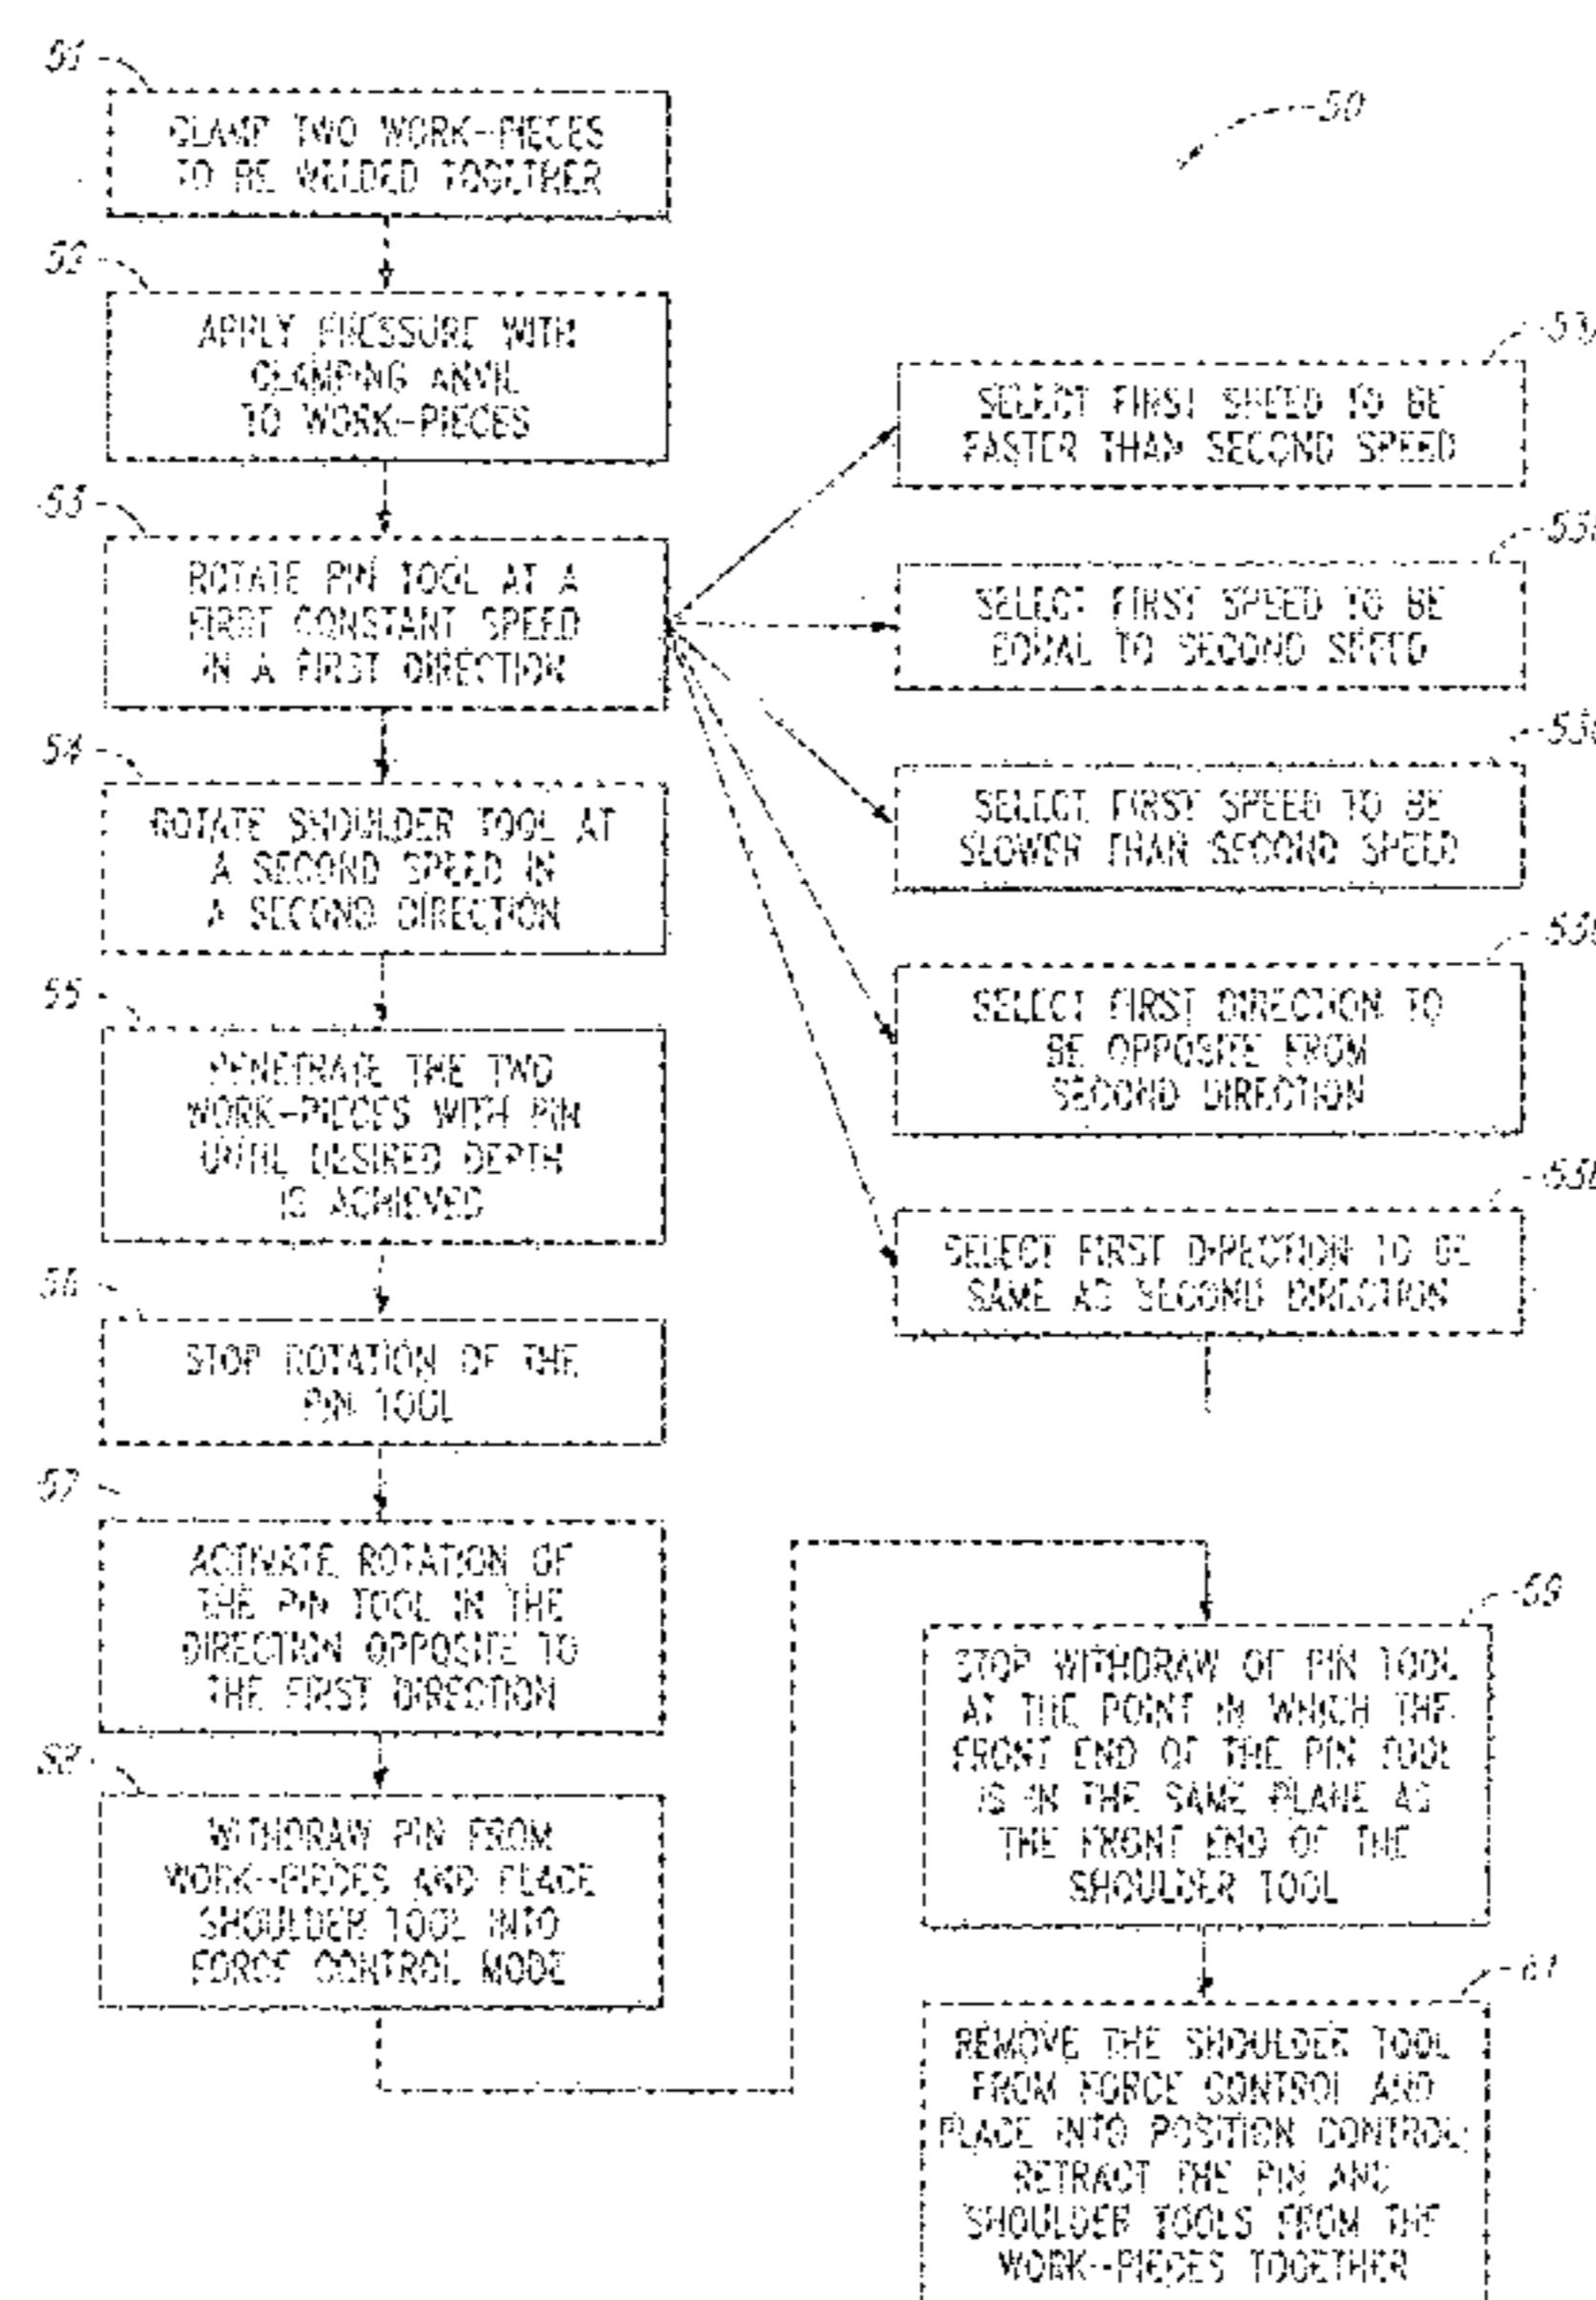 51
CLAMP TWO WORK-PIECES
TO BE WELDED TOGETHER
50
52
APPLY PRESSURE WITH
CLAMPING ANVIL
TO WORK-PIECES
53
ROTATE PIN TOOL AT A
FIRST CONSTANT SPEED
IN A FIRST DIRECTION
54
ROTATE SHOULDER TOOL AT
A SECOND SPEED IN
A SECOND DIRECTION
55
PENETRATE THE TWO
WORK-PIECES WITH PIN
UNTIL DESIRED DEPTH
IS ACHIEVED
56
STOP ROTATION OF THE
PIN TOOL
57
ACTIVATE ROTATION OF
THE PIN TOOL IN THE
DIRECTION OPPOSITE TO
THE FIRST DIRECTION
58
WITHDRAW PIN FROM
WORK-PIECES AND PLACE
SHOULDER TOOL INTO
FORCE CONTROL MODE
SELECT FIRST SPEED TO BE
FASTER THAN SECOND SPEED
SELECT FIRST SPEED TO BE
EQUAL TO SECOND SPEED
SELECT FIRST SPEED TO BE
SLOWER THAN SECOND SPEED
SELECT FIRST DIRECTION TO
BE OPPOSITE FROM
SECOND DIRECTION
SELECT FIRST DIRECTION TO BE
SAME AS SECOND DIRECTION
59
STOP WITHDRAW OF PIN TOOL
AT THE POINT IN WHICH THE
FRONT END OF THE PIN TOOL
IS IN THE SAME PLANE AS
THE FRONT END OF THE
SHOULDER TOOL
61
REMOVE THE SHOULDER TOOL
FROM FORCE CONTROL AND
PLACE INTO POSITION CONTROL;
RETRACT THE PIN AND
SHOULDER TOOLS FROM THE
WORK-PIECES TOGETHER